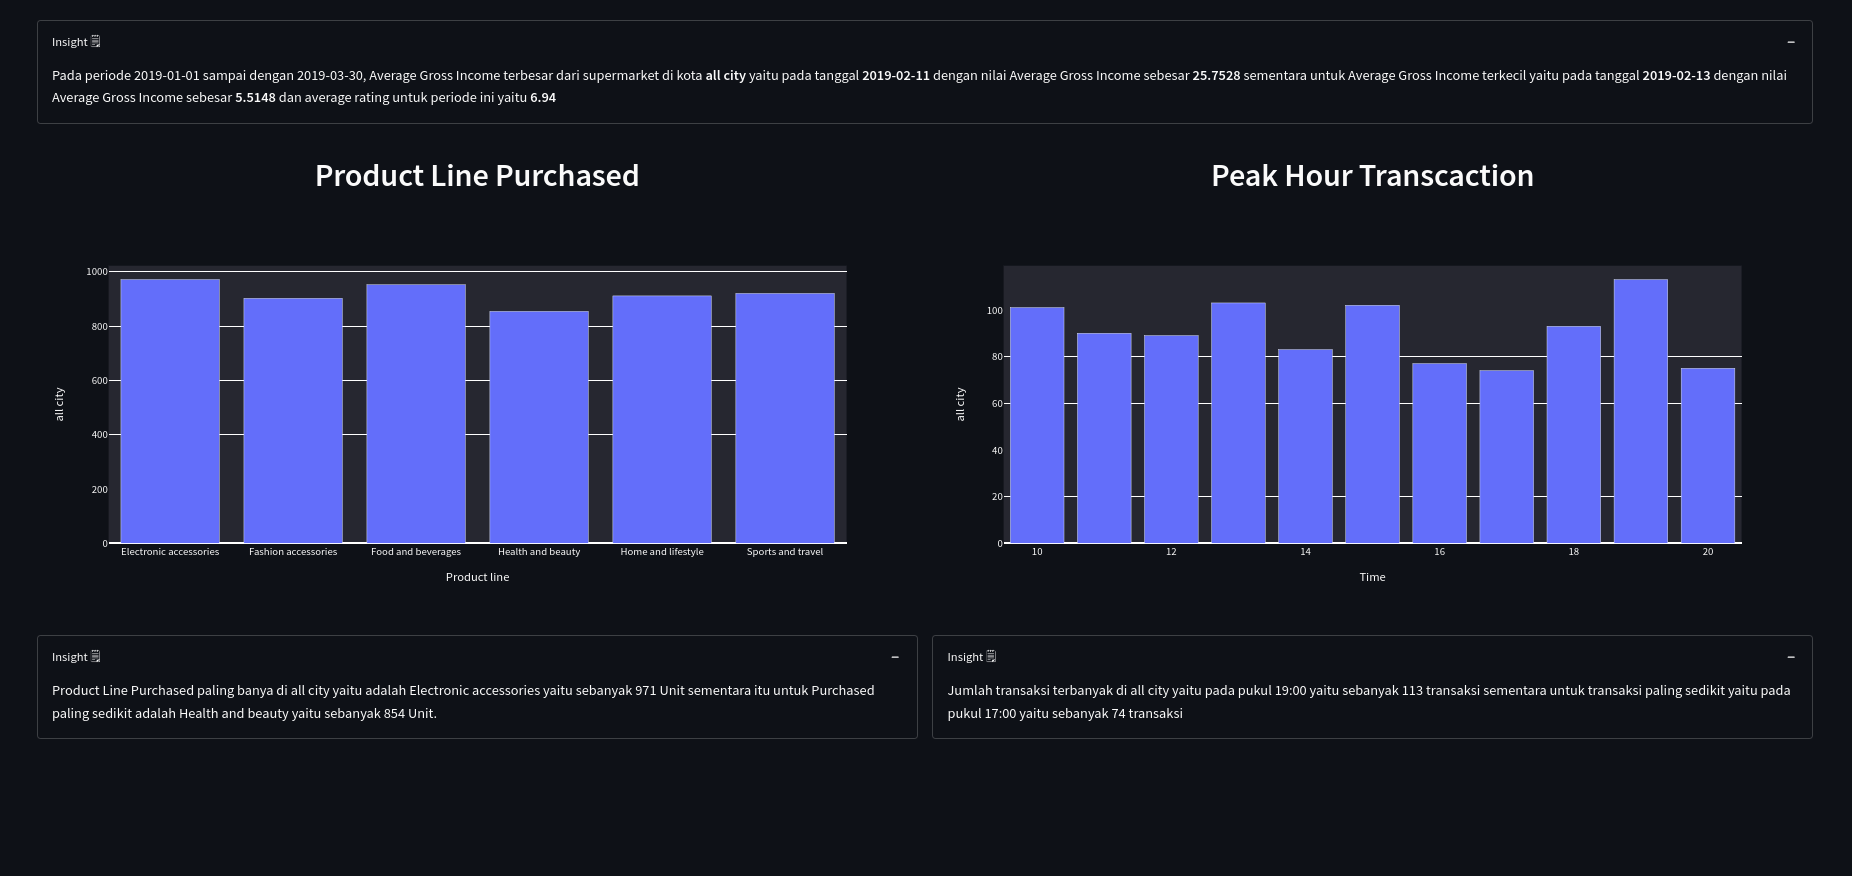 Insight
Pada periode 2019-01-01 sampai dengan 2019-03-30, Average Gross Income terbesar dari supermarket di kota all city yaitu pada tanggal 2019-02-11 dengan nilai Average Gross Income sebesar 25.7528 sementara untuk Average Gross Income terkecil yaitu pada tanggal 2019-02-13 dengan nilai
Average Gross Income sebesar 5.5148 dan average rating untuk periode ini yaitu 6.94
Product Line Purchased
1000
800
600
400
200
0
all city
Electronic accessories
Fashion accessories
Food and beverages
Health and beauty
Home and lifestyle
Sports and travel
Product line
Peak Hour Transcaction
100
80
60
40
20
0
all city
10
12
14
16
18
20
Time
Insight
Product Line Purchased paling banya di all city yaitu adalah Electronic accessories yaitu sebanyak 971 Unit sementara itu untuk Purchased
paling sedikit adalah Health and beauty yaitu sebanyak 854 Unit.
Insight
Jumlah transaksi terbanyak di all city yaitu pada pukul 19:00 yaitu sebanyak 113 transaksi sementara untuk transaksi paling sedikit yaitu pada
pukul 17:00 yaitu sebanyak 74 transaksi